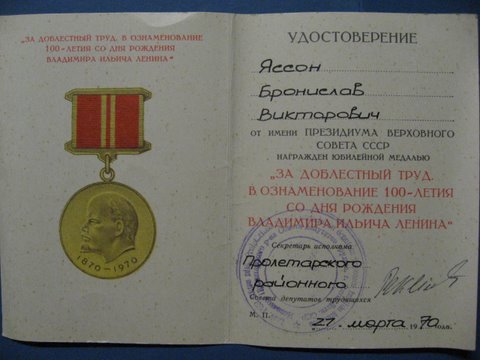 „ЗА ДОБЛЕСТНЫЙ ТРУД. В ОЗНАМЕНОВАНИЕ
100-ЛЕТИЯ СО ДНЯ РОЖДЕНИЯ
ВЛАДИМИРА ИЛЬИЧА ЛЕНИНА“
1870-1970
УДОСТОВЕРЕНИЕ
Яссон
Бронислав
Викторович
ОТ ИМЕНИ ПРЕЗИДИУМА ВЕРХОВНОГО
СОВЕТА СССР
НАГРАЖДЕН ЮБИЛЕЙНОЙ МЕДАЛЬЮ
„ЗА ДОБЛЕСТНЫЙ ТРУД.
В ОЗНАМЕНОВАНИЕ 100-ЛЕТИЯ
СО ДНЯ РОЖДЕНИЯ
ВЛАДИМИРА ИЛЬИЧА ЛЕНИНА“
Секретарь исполкома
Пролетарского
районного
Совета депутатов трудящихся
М. П.
27. марта 1970 года.